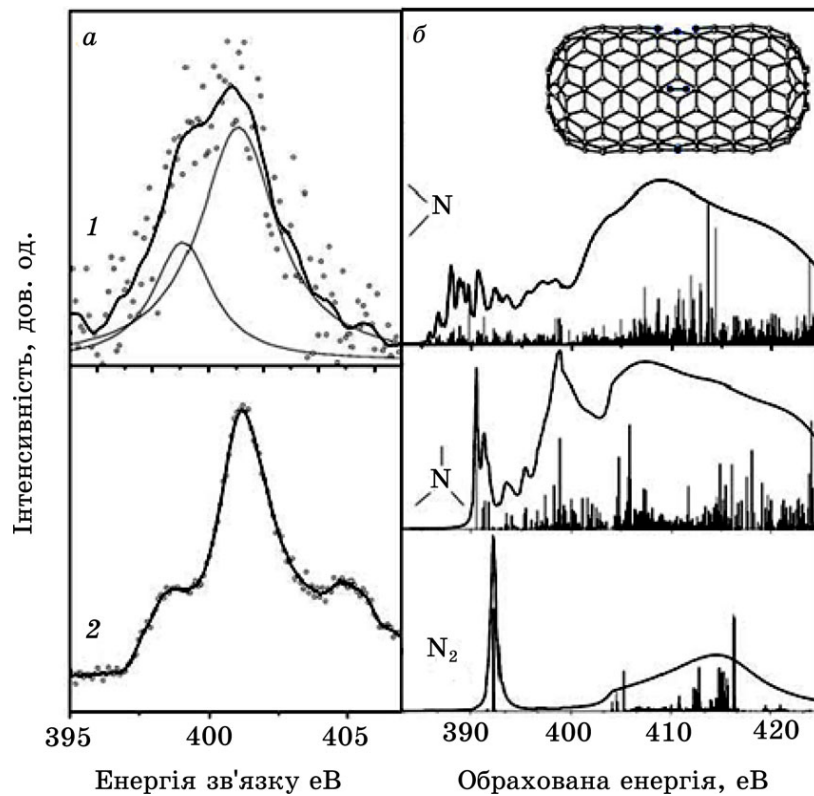 а
б
1
N
Інтенсивність, дов. од.
N
2
N₂
395 400 405
390 400 410 420
Енергія зв'язку еВ
Обрахована енергія, еВ